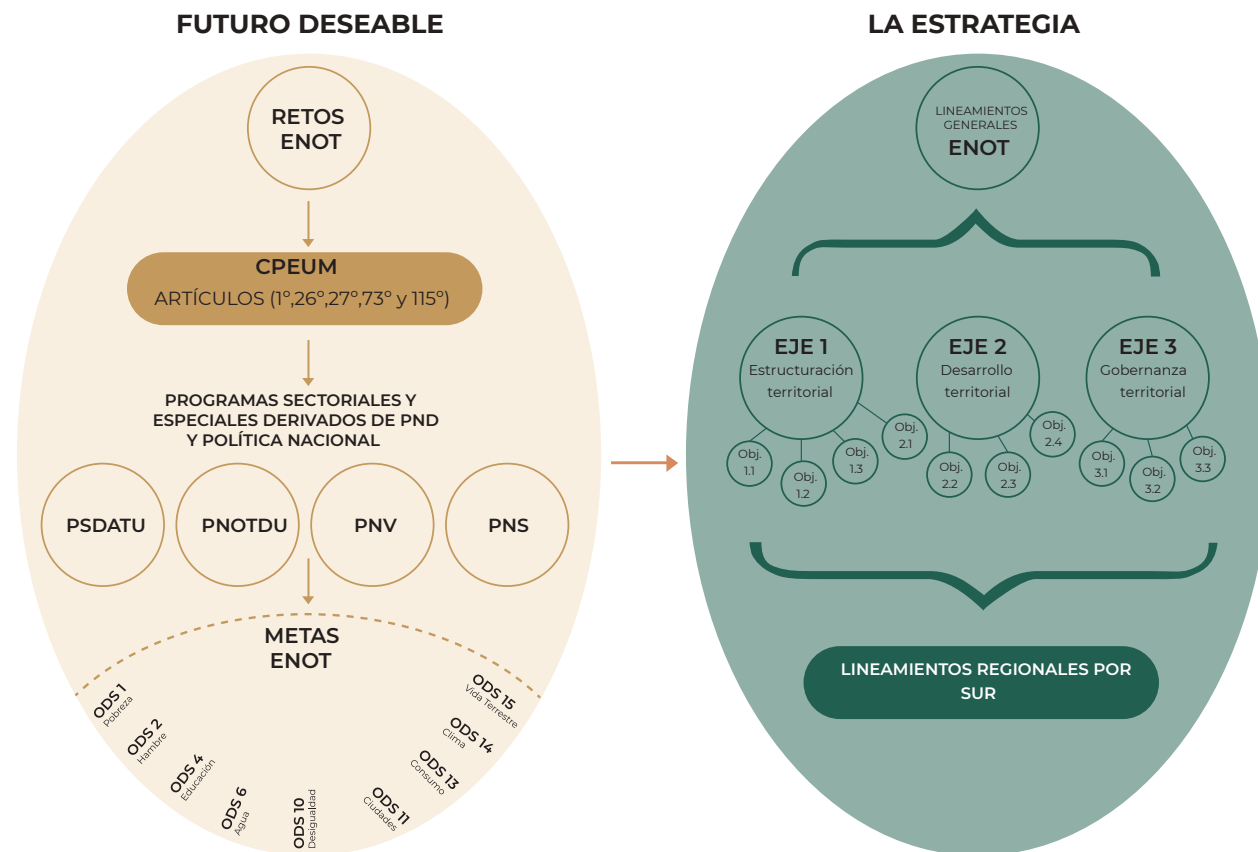 FUTURO DESEABLE
RETOS
ENOT
CPEUM
ARTÍCULOS (1º,26º,27º,73º y 115º)
PROGRAMAS SECTORIALES Y
ESPECIALES DERIVADOS DE PND
Y POLÍTICA NACIONAL
PSDATU
PNOTDU
PNV
PNS
METAS
ENOT
ODS 1
Pobreza
ODS 2
Hambre
ODS 4
Educación
ODS 6
Agua
ODS 10
Desigualdad
ODS 11
Ciudades
ODS 13
Consumo
ODS 14
Clima
ODS 15
Vida Terrestre
LA ESTRATEGIA
LINEAMIENTOS
GENERALES
ENOT
EJE 1
Estructuración
territorial
EJE 2
Desarrollo
territorial
EJE 3
Gobernanza
territorial
Obj.
1.1
Obj.
1.2
Obj.
1.3
Obj.
2.1
Obj.
2.2
Obj.
2.3
Obj.
2.4
Obj.
3.1
Obj.
3.2
Obj.
3.3
LINEAMIENTOS REGIONALES POR
SUR